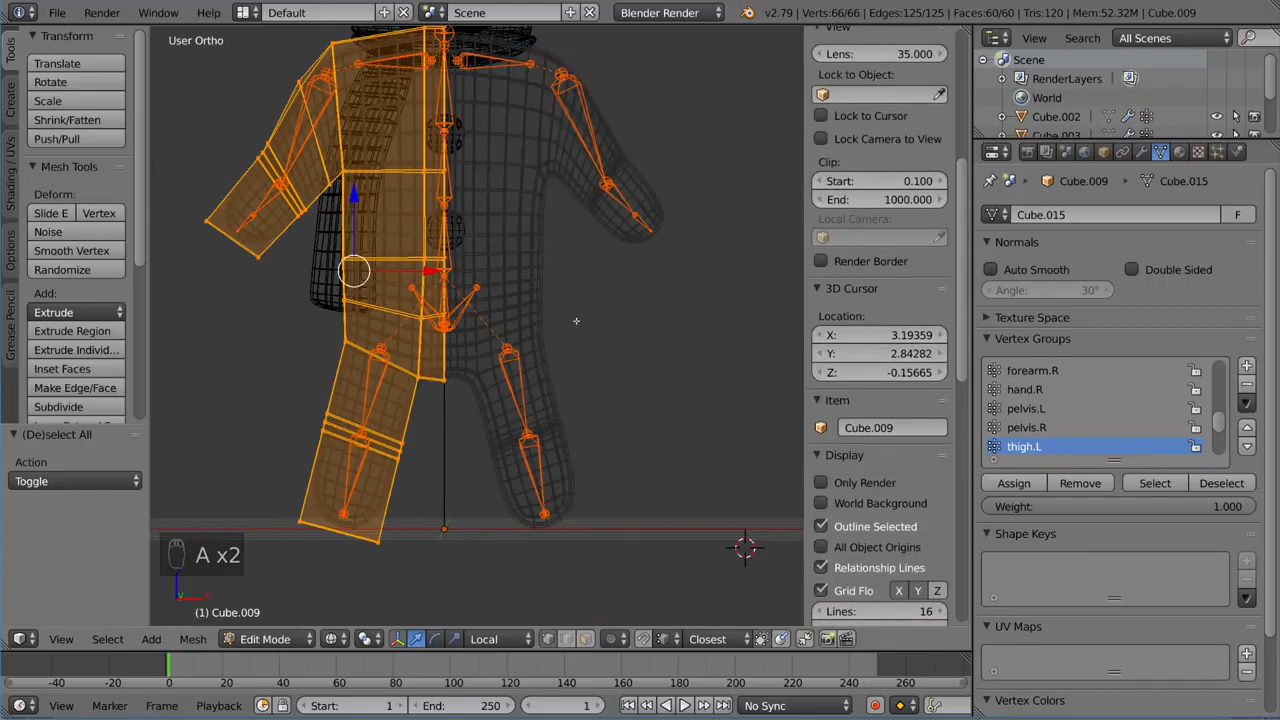 File Render Window Help Default Scene Blender Render v2.79 | Verts:66/66 | Edges:125/125 | Faces:60/60 | Tris:120 | Mem:52.32M | Cube.009
Tools
Create
Shading / UVs
Options
Grease Pencil
Transform
Translate
Rotate
Scale
Shrink/Fatten
Push/Pull
Mesh Tools
Deform:
Slide E Vertex
Noise
Smooth Vertex
Randomize
Add:
Extrude
Extrude Region
Extrude Individ...
Inset Faces
Make Edge/Face
Subdivide
(De)select All
Action
Toggle
User Ortho
A x2
(1) Cube.009
View
Lens: 35.000
Lock to Object:
Lock to Cursor
Lock Camera to View
Clip:
Start: 0.100
End: 1000.000
Local Camera:
Render Border
3D Cursor
Location:
X: 3.19359
Y: 2.84282
Z: -0.15665
Item
Cube.009
Display
Only Render
World Background
Outline Selected
All Object Origins
Relationship Lines
Grid Flo X Y Z
Lines: 16
View Search All Scenes
Scene
RenderLayers
World
Cube.002
Cube.003
Cube.009 Cube.015
Cube.015 F
Normals
Auto Smooth Double Sided
Angle: 30°
Texture Space
Vertex Groups
forearm.R
hand.R
pelvis.L
pelvis.R
thigh.L
Assign Remove Select Deselect
Weight: 1.000
Shape Keys
UV Maps
Vertex Colors
View Select Add Mesh Edit Mode Local Closest
-40 -20 0 20 40 60 80 100 120 140 160 180 200 220 240 260
View Marker Frame Playback Start: 1 End: 250 1 No Sync